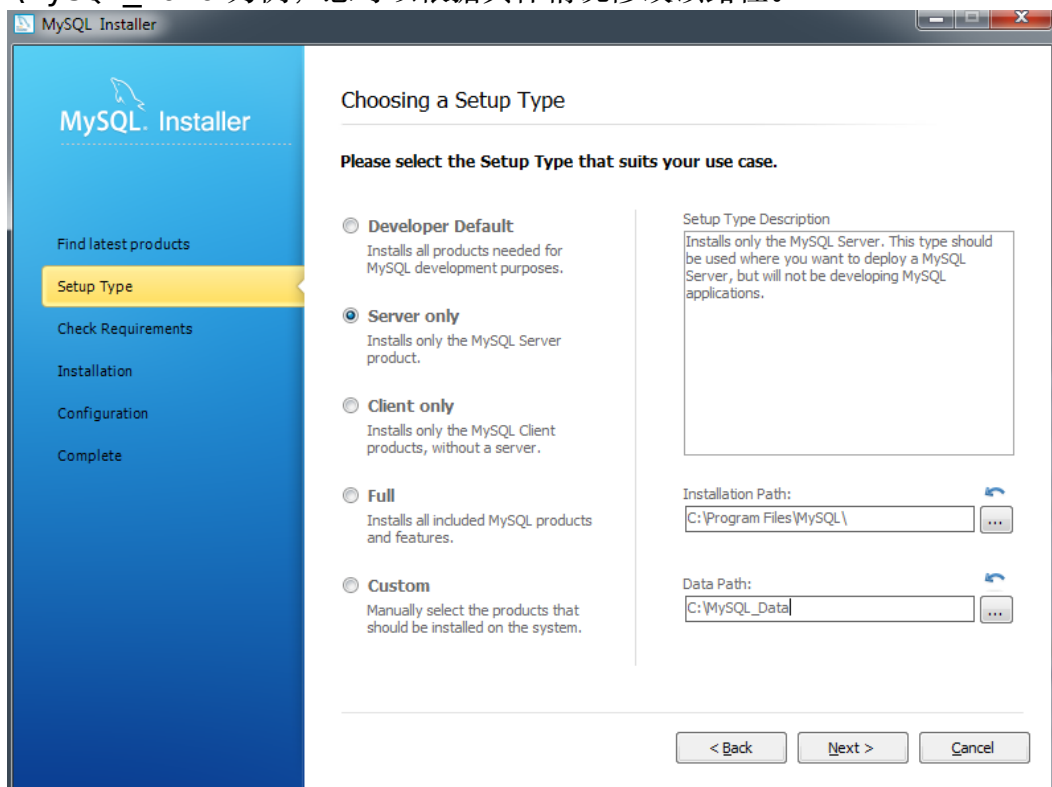 MySQL Installer
MySQL Installer
Find latest products
Setup Type
Check Requirements
Installation
Configuration
Complete
Choosing a Setup Type
Please select the Setup Type that suits your use case.
Developer Default
Installs all products needed for
MySQL development purposes.
Server only
Installs only the MySQL Server
product.
Client only
Installs only the MySQL Client
products, without a server.
Full
Installs all included MySQL products
and features.
Custom
Manually select the products that
should be installed on the system.
Setup Type Description
Installs only the MySQL Server. This type should
be used where you want to deploy a MySQL
Server, but will not be developing MySQL
applications.
Installation Path:
C:\Program Files\MySQL\
...
Data Path:
C:\MySQL_Data
...
< Back
Next >
Cancel